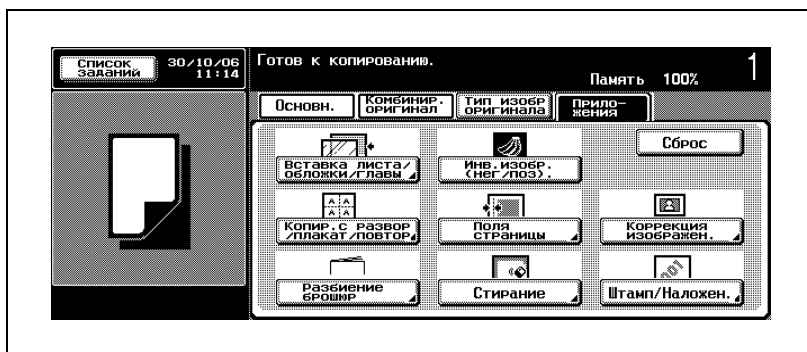 Список
заданий
30/10/06
11:14
Готов к копированию.
Память 100%
1
Основн.
Комбинир.
оригинал
Тип изобр
оригинала
Прило-
жения
Сброс
Вставка листа/
обложки/главы
Инв.изобр.
(нег/поз).
A A
A A
Копир.с развор
/плакат/повтор
Поля
страницы
Коррекция
изображен.
001
Разбиение
брошюр
Стирание
Штамп/Наложен.